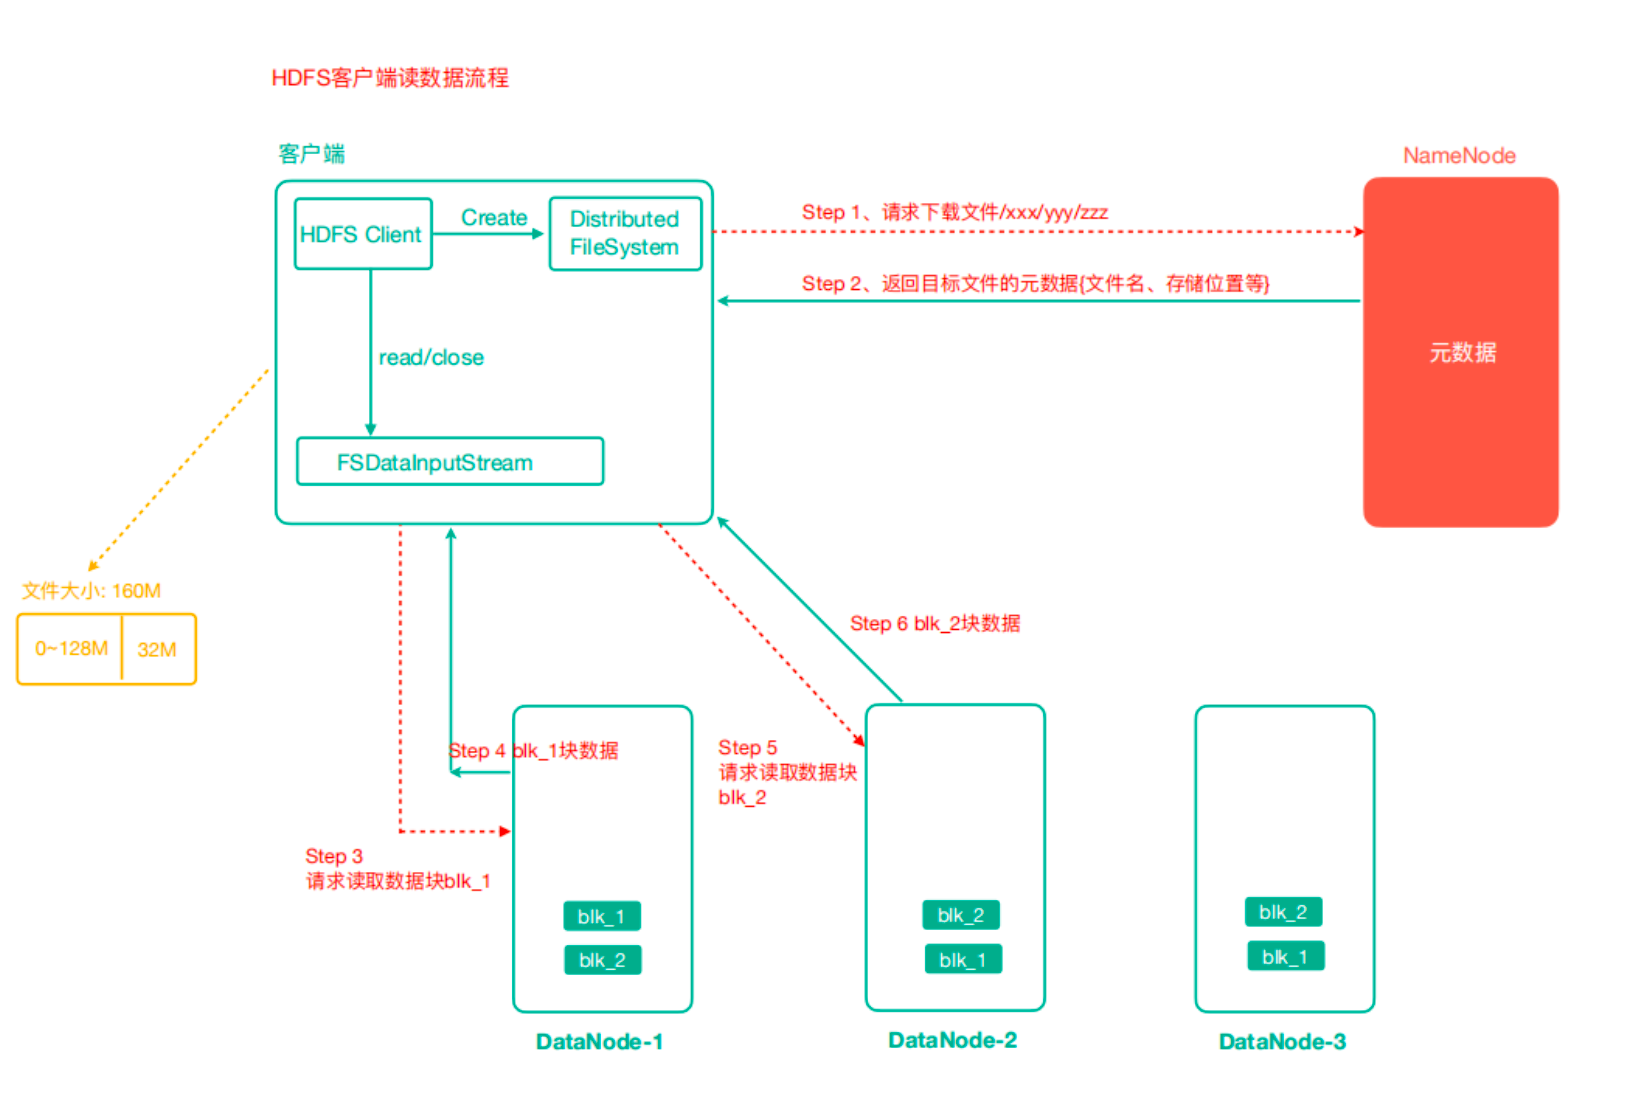 HDFS客户端读数据流程
客户端
NameNode
HDFS Client
Create
Distributed
FileSystem
Step 1、请求下载文件/xxx/yyy/zzz
Step 2、返回目标文件的元数据{文件名、存储位置等}
元数据
read/close
FSDataInputStream
文件大小: 160M
0~128M
32M
Step 6 blk_2块数据
Step 4 blk_1块数据
Step 5
请求读取数据块
blk_2
Step 3
请求读取数据块blk_1
blk_1
blk_2
blk_2
blk_1
blk_2
blk_1
DataNode-1
DataNode-2
DataNode-3